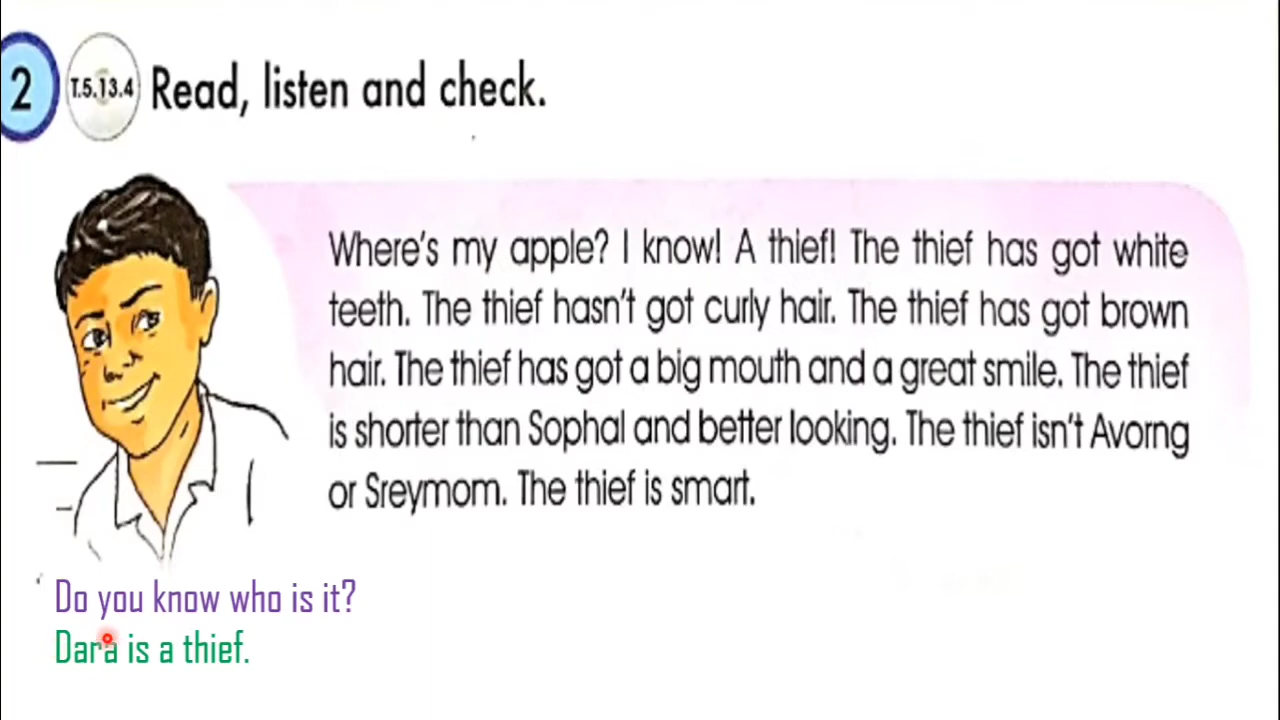 2 T.5.13.4 Read, listen and check.
Where's my apple? I know! A thief! The thief has got white
teeth. The thief hasn't got curly hair. The thief has got brown
hair. The thief has got a big mouth and a great smile. The thief
is shorter than Sophal and better looking. The thief isn't Avorng
or Sreymom. The thief is smart.
Do you know who is it?
Dara is a thief.